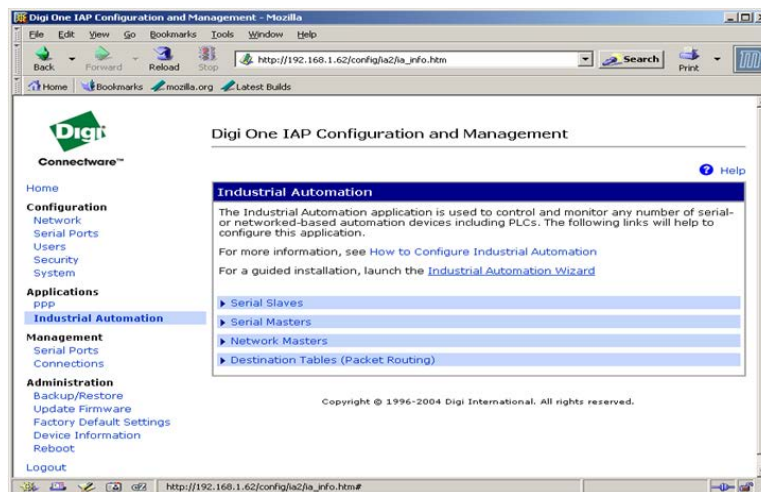 Digi One IAP Configuration and Management - Mozilla
File Edit View Go Bookmarks Tools Window Help
Back Forward Reload Stop http://192.168.1.62/config/ia2/ia_info.htm Search Print
Home Bookmarks mozilla.org Latest Builds
Digi
Connectware™
Digi One IAP Configuration and Management
Help
Home
Configuration
Network
Serial Ports
Users
Security
System
Applications
PPP
Industrial Automation
Management
Serial Ports
Connections
Administration
Backup/Restore
Update Firmware
Factory Default Settings
Device Information
Reboot
Logout
Industrial Automation
The Industrial Automation application is used to control and monitor any number of serial-
or networked-based automation devices including PLCs. The following links will help to
configure this application.
For more information, see How to Configure Industrial Automation
For a guided installation, launch the Industrial Automation Wizard
Serial Slaves
Serial Masters
Network Masters
Destination Tables (Packet Routing)
Copyright © 1996-2004 Digi International. All rights reserved.
http://192.168.1.62/config/ia2/ia_info.htm#